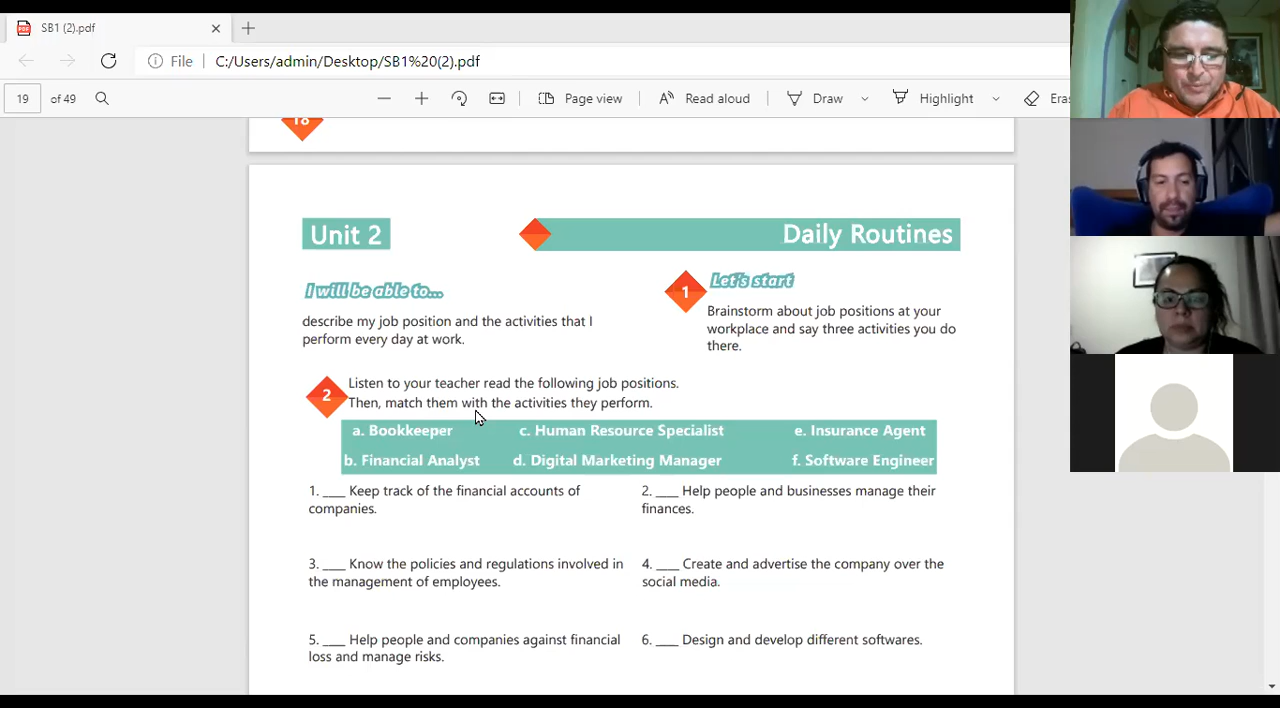 SB1 (2).pdf
File
C:/Users/admin/Desktop/SB1%20(2).pdf
19 of 49
Page view
Read aloud
Draw
Highlight
Eras
18
Unit 2
Daily Routines
I will be able to...
describe my job position and the activities that I
perform every day at work.
1
Let's start
Brainstorm about job positions at your
workplace and say three activities you do
there.
2
Listen to your teacher read the following job positions.
Then, match them with the activities they perform.
a. Bookkeeper
c. Human Resource Specialist
e. Insurance Agent
b. Financial Analyst
d. Digital Marketing Manager
f. Software Engineer
1. ___ Keep track of the financial accounts of
companies.
2. ___ Help people and businesses manage their
finances.
3. ___ Know the policies and regulations involved in
the management of employees.
4. ___ Create and advertise the company over the
social media.
5. ___ Help people and companies against financial
loss and manage risks.
6. ___ Design and develop different softwares.